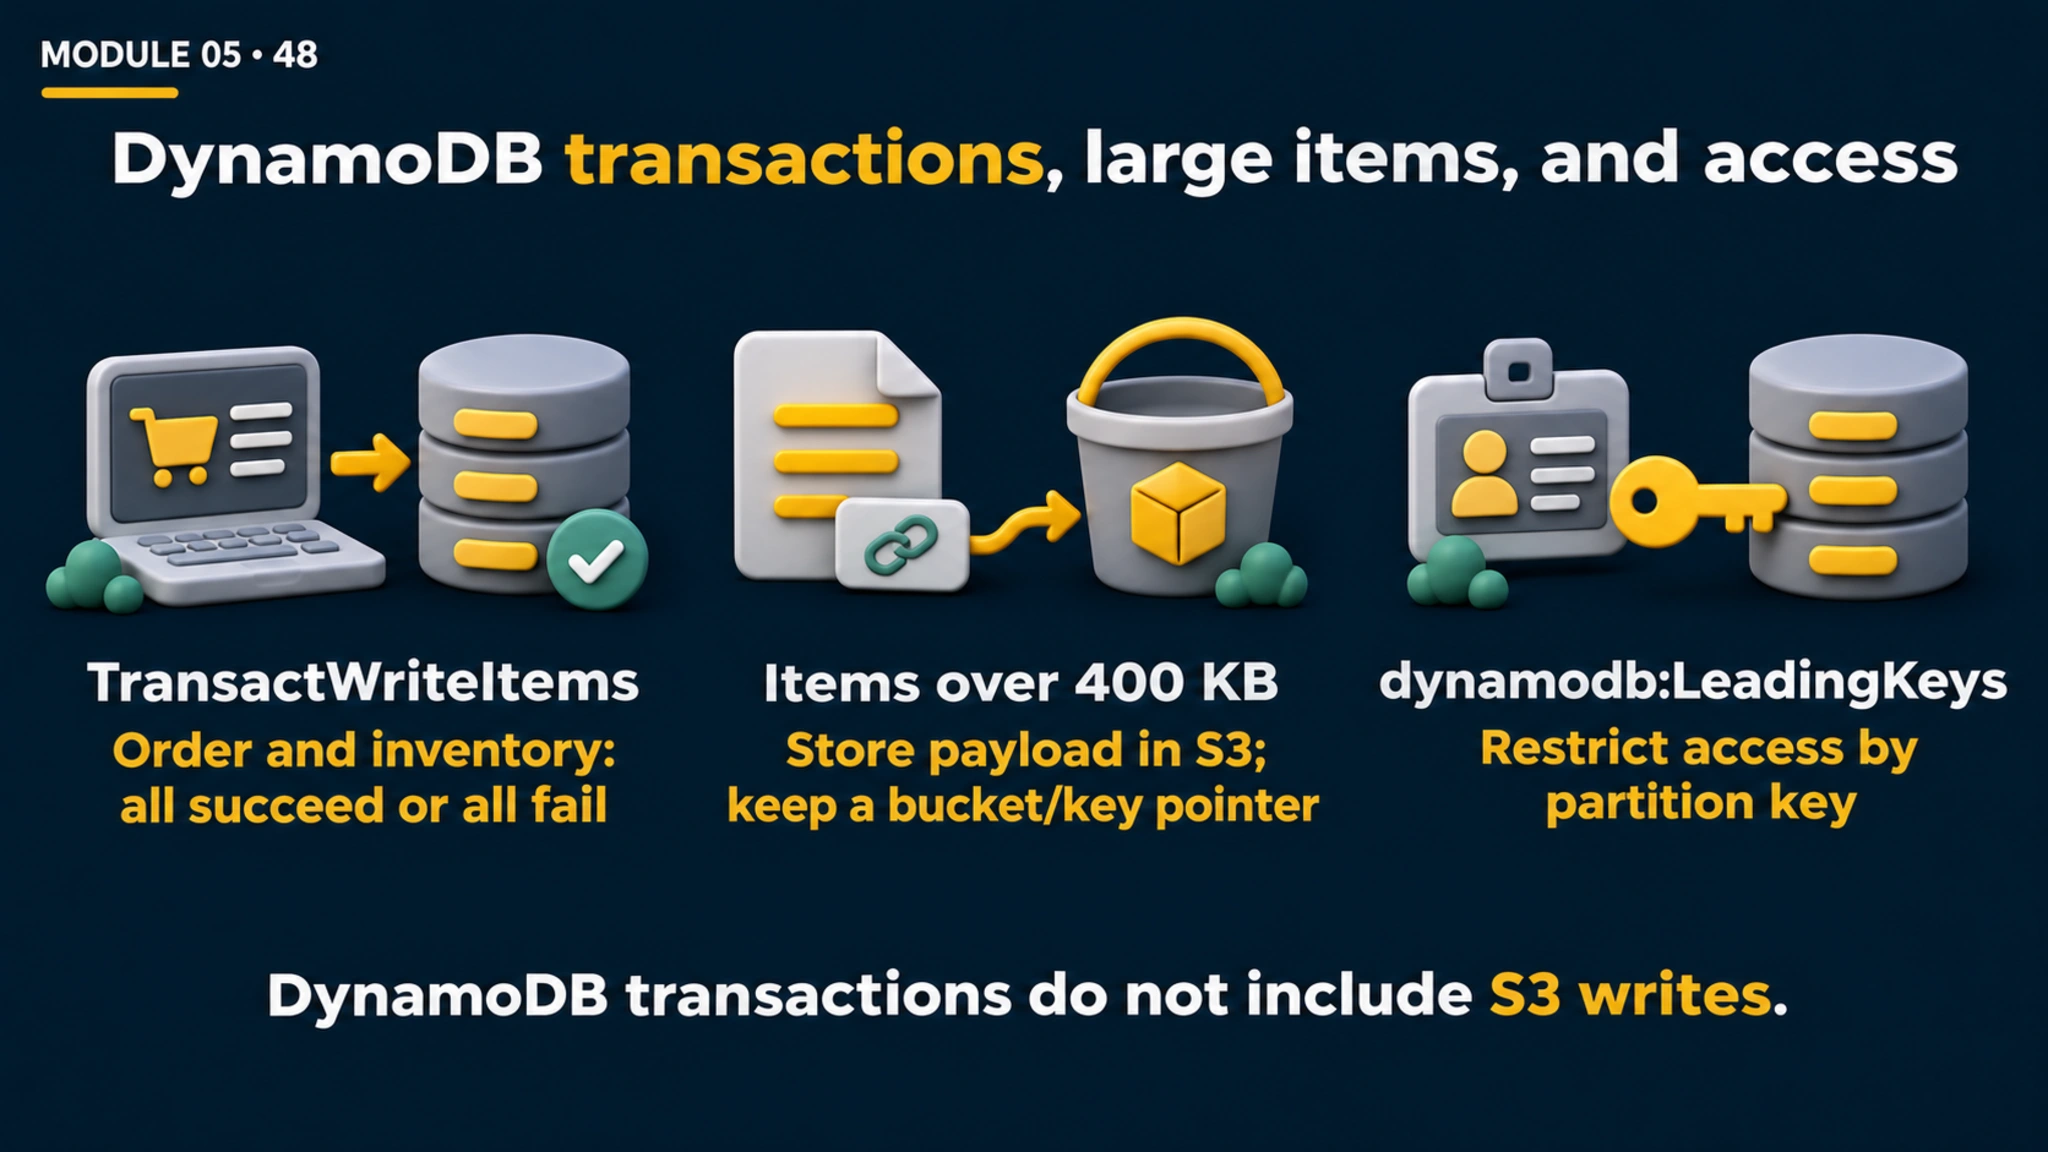 MODULE 05 • 48
DynamoDB transactions, large items, and access
TransactWriteItems
Order and inventory:
all succeed or all fail
Items over 400 KB
Store payload in S3;
keep a bucket/key pointer
dynamodb:LeadingKeys
Restrict access by
partition key
DynamoDB transactions do not include S3 writes.